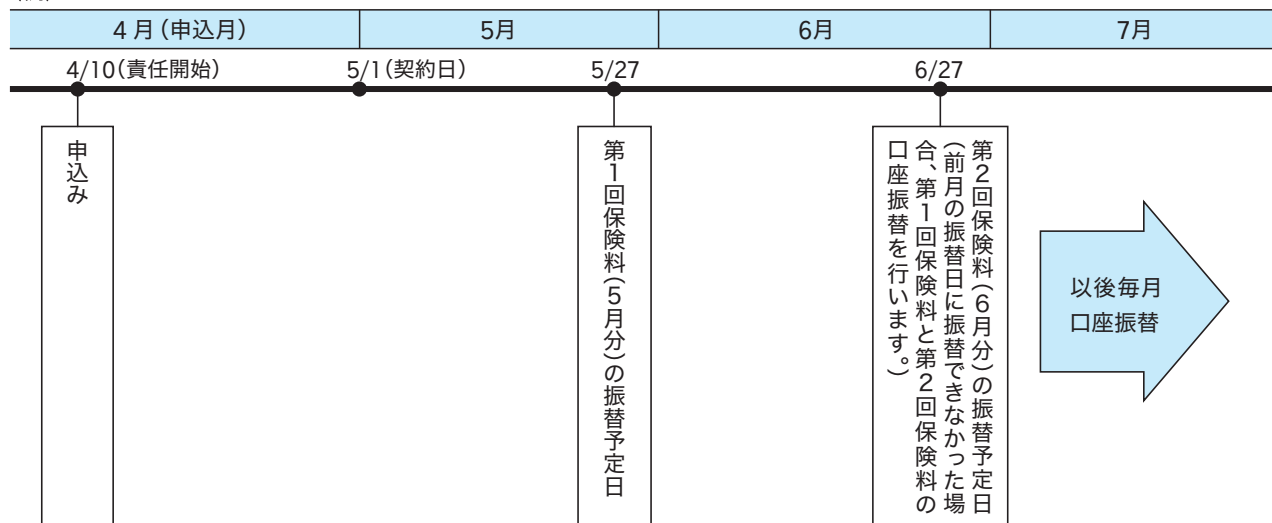 4月（申込月）
5月
6月
7月
4/10（責任開始）
5/1（契約日）
5/27
6/27
申込み
第1回保険料（5月分）の振替予定日
第2回保険料（6月分）の振替予定日
（前月の振替日に振替できなかった場
合、第1回保険料と第2回保険料の
口座振替を行います。）
以後毎月
口座振替